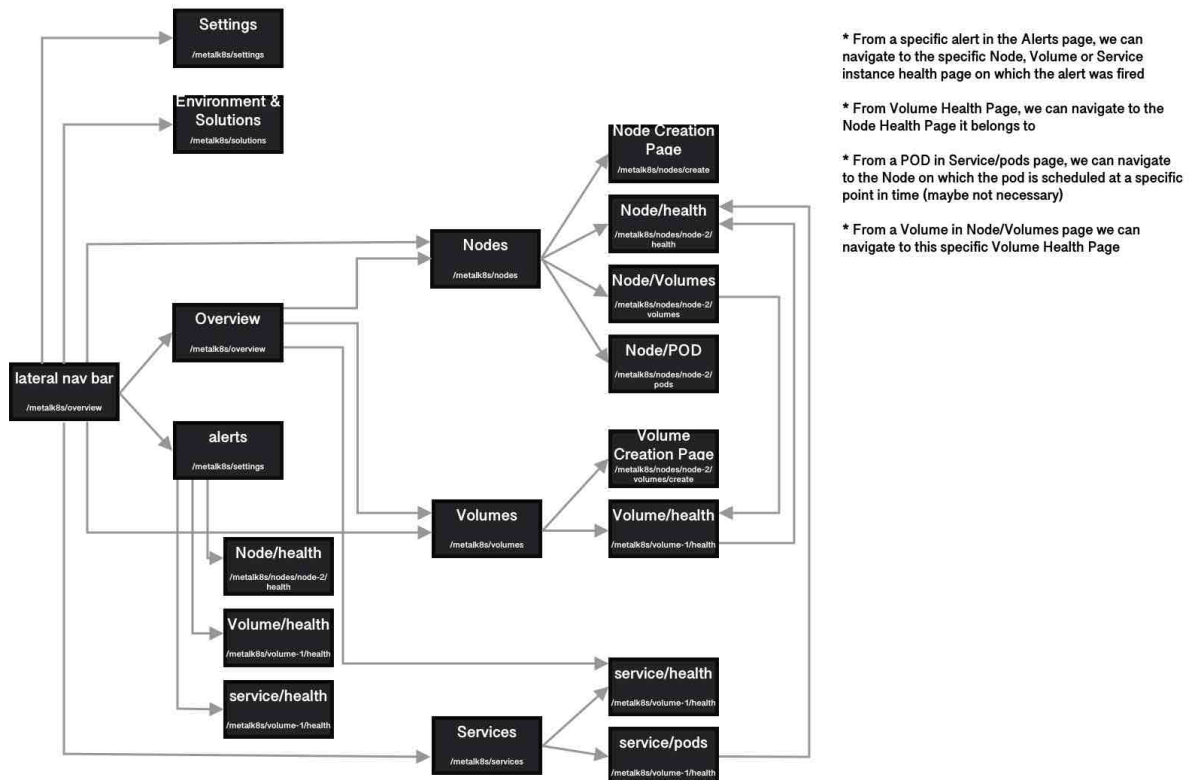 Settings
/metalk8s/settings
Environment &
Solutions
/metalk8s/solutions
* From a specific alert in the Alerts page, we can
navigate to the specific Node, Volume or Service
instance health page on which the alert was fired
* From Volume Health Page, we can navigate to the
Node Health Page it belongs to
* From a POD in Service/pods page, we can navigate
to the Node on which the pod is scheduled at a specific
point in time (maybe not necessary)
* From a Volume in Node/Volumes page we can
navigate to this specific Volume Health Page
Node Creation
Page
/metalk8s/nodes/create
Node/health
/metalk8s/nodes/node-2/
health
Nodes
/metalk8s/nodes
Node/Volumes
/metalk8s/nodes/node-2/
volumes
Overview
/metalk8s/overview
Node/POD
/metalk8s/nodes/node-2/
pods
lateral nav bar
/metalk8s/overview
alerts
/metalk8s/settings
Volume
Creation Page
/metalk8s/nodes/node-2/
volumes/create
Volumes
/metalk8s/volumes
Volume/health
/metalk8s/volume-1/health
Node/health
/metalk8s/nodes/node-2/
health
Volume/health
/metalk8s/volume-1/health
service/health
/metalk8s/volume-1/health
service/health
/metalk8s/volume-1/health
Services
/metalk8s/services
service/pods
/metalk8s/volume-1/health